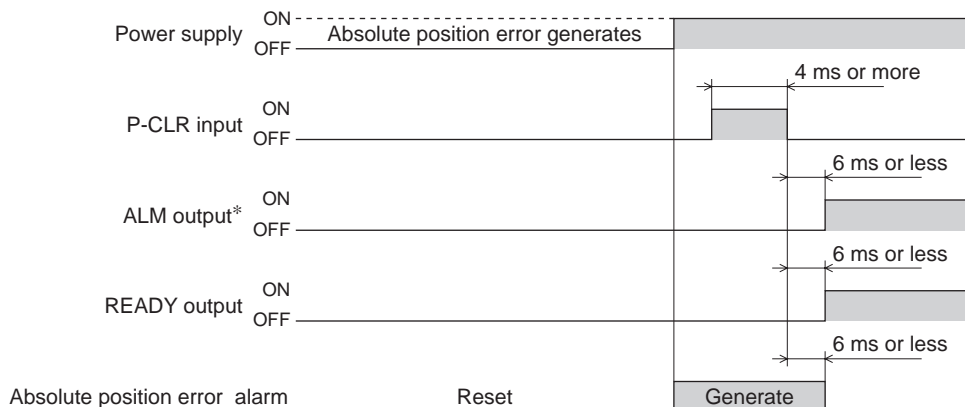 Power supply
ON
OFF
Absolute position error generates
4 ms or more
P-CLR input
ON
OFF
6 ms or less
ALM output*
ON
OFF
6 ms or less
READY output
ON
OFF
6 ms or less
Absolute position error alarm
Reset
Generate